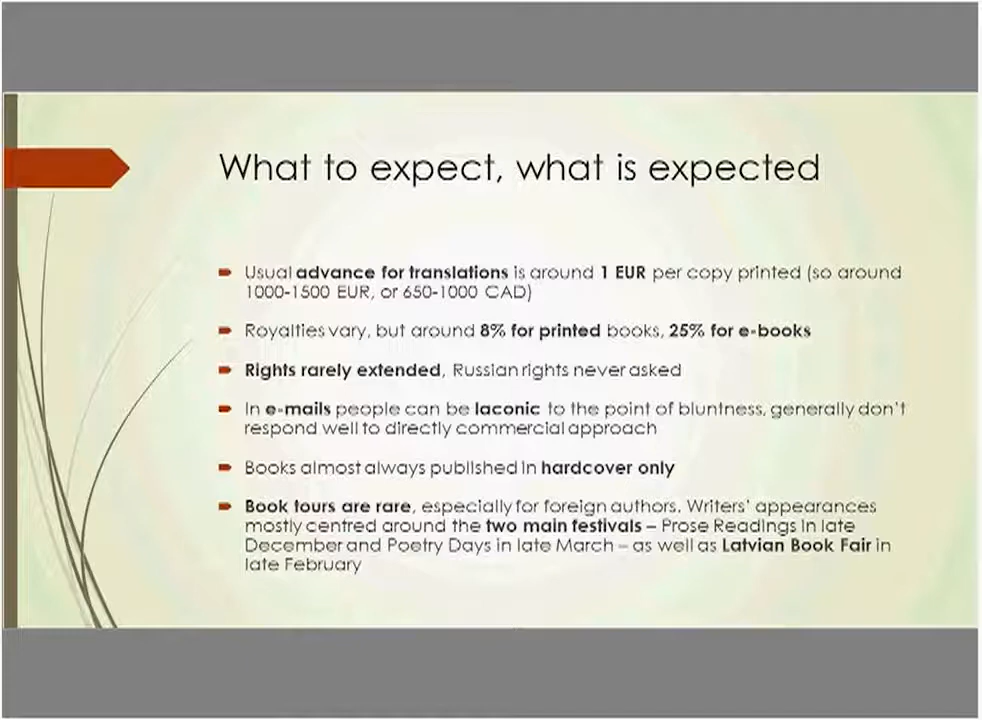 What to expect, what is expected
Usual advance for translations is around 1 EUR per copy printed (so around
1000-1500 EUR, or 650-1000 CAD)
Royalties vary, but around 8% for printed books, 25% for e-books
Rights rarely extended, Russian rights never asked
In e-mails people can be laconic to the point of bluntness, generally don't
respond well to directly commercial approach
Books almost always published in hardcover only
Book tours are rare, especially for foreign authors. Writers' appearances
mostly centred around the two main festivals – Prose Readings in late
December and Poetry Days in late March – as well as Latvian Book Fair in
late February